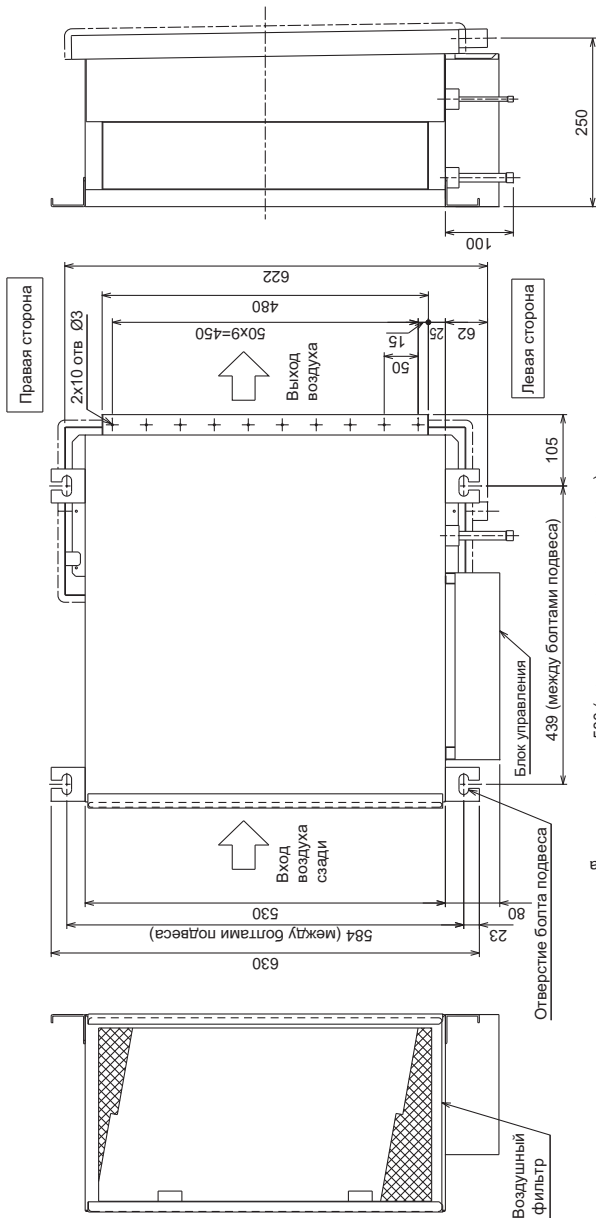 250
100
Правая сторона
622
480
50x9=450
2x10 отв Ø3
Выход
воздуха
15
50
25
62
Левая сторона
105
439 (между болтами подвеса)
Блок управления
Вход
воздуха
сзади
530
584 (между болтами подвеса)
630
80
23
Отверстие болта подвеса
Воздушный
фильтр